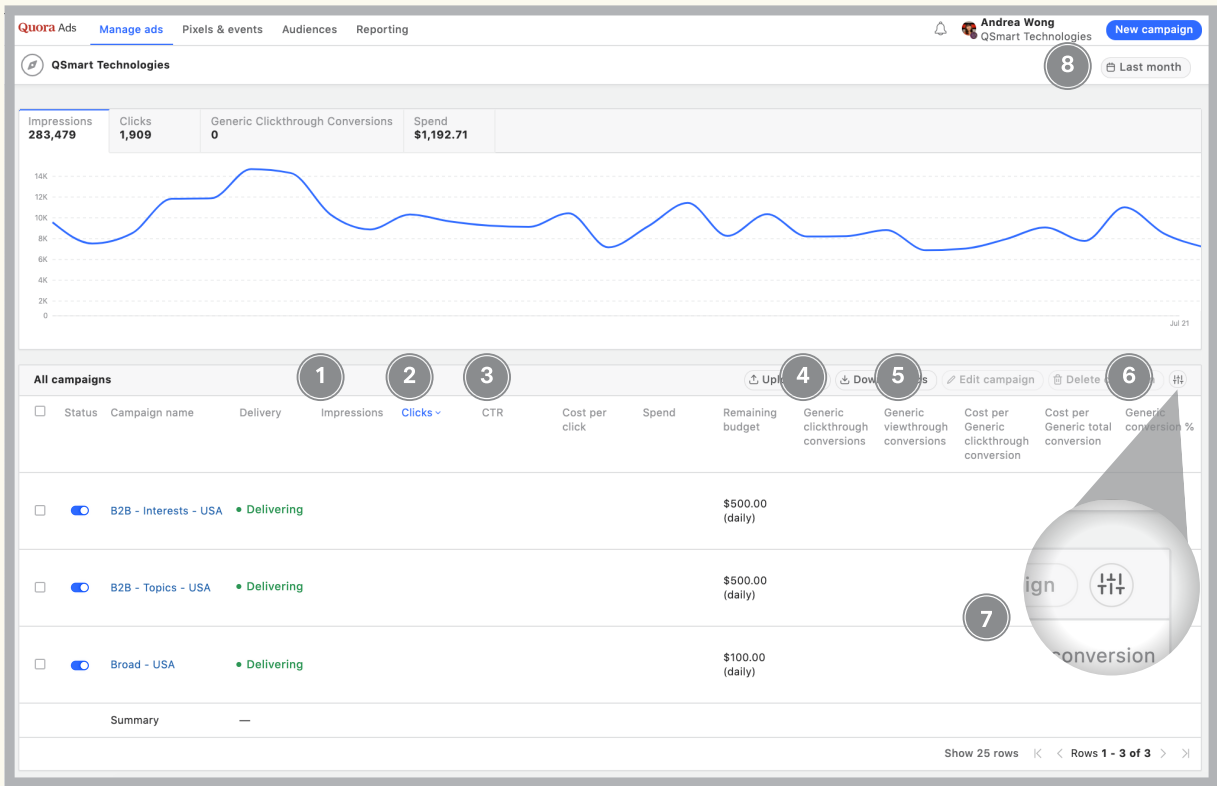 Quora Ads Manage ads Pixels & events Audiences Reporting Andrea Wong
QSmart Technologies New campaign
QSmart Technologies 8 Last month
Impressions Clicks Generic Clickthrough Conversions Spend
283,479 1,909 0 $1,192.71
14K
12K
10K
8K
6K
4K
2K
0
Jul 21
1 2 3 4 5 6
All campaigns Edit campaign
Status Campaign name Delivery Impressions Clicks CTR Cost per click Spend Remaining budget Generic clickthrough conversions Generic viewthrough conversions Cost per Generic clickthrough conversion Cost per Generic total conversion Generic conversion %
B2B - Interests - USA Delivering $500.00
(daily)
B2B - Topics - USA Delivering $500.00
(daily)
ign
7
conversion
Broad - USA Delivering $100.00
(daily)
Summary —
Show 25 rows Rows 1 - 3 of 3